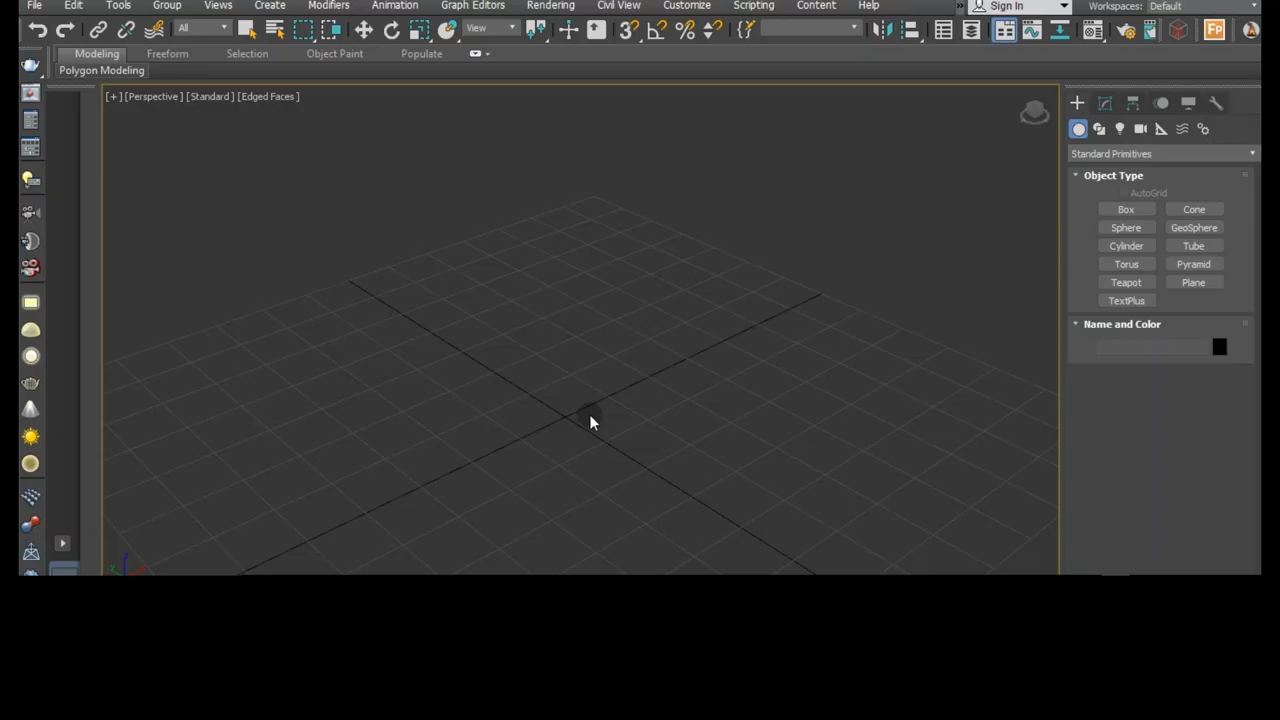 File Edit Tools Group Views Create Modifiers Animation Graph Editors Rendering Civil View Customize Scripting Content Help » Sign In Workspaces: Default
All View 3 Fp
Modeling Freeform Selection Object Paint Populate
Polygon Modeling
[+] [Perspective] [Standard] [Edged Faces]
Standard Primitives
Object Type
AutoGrid
Box Cone
Sphere GeoSphere
Cylinder Tube
Torus Pyramid
Teapot Plane
TextPlus
Name and Color
z